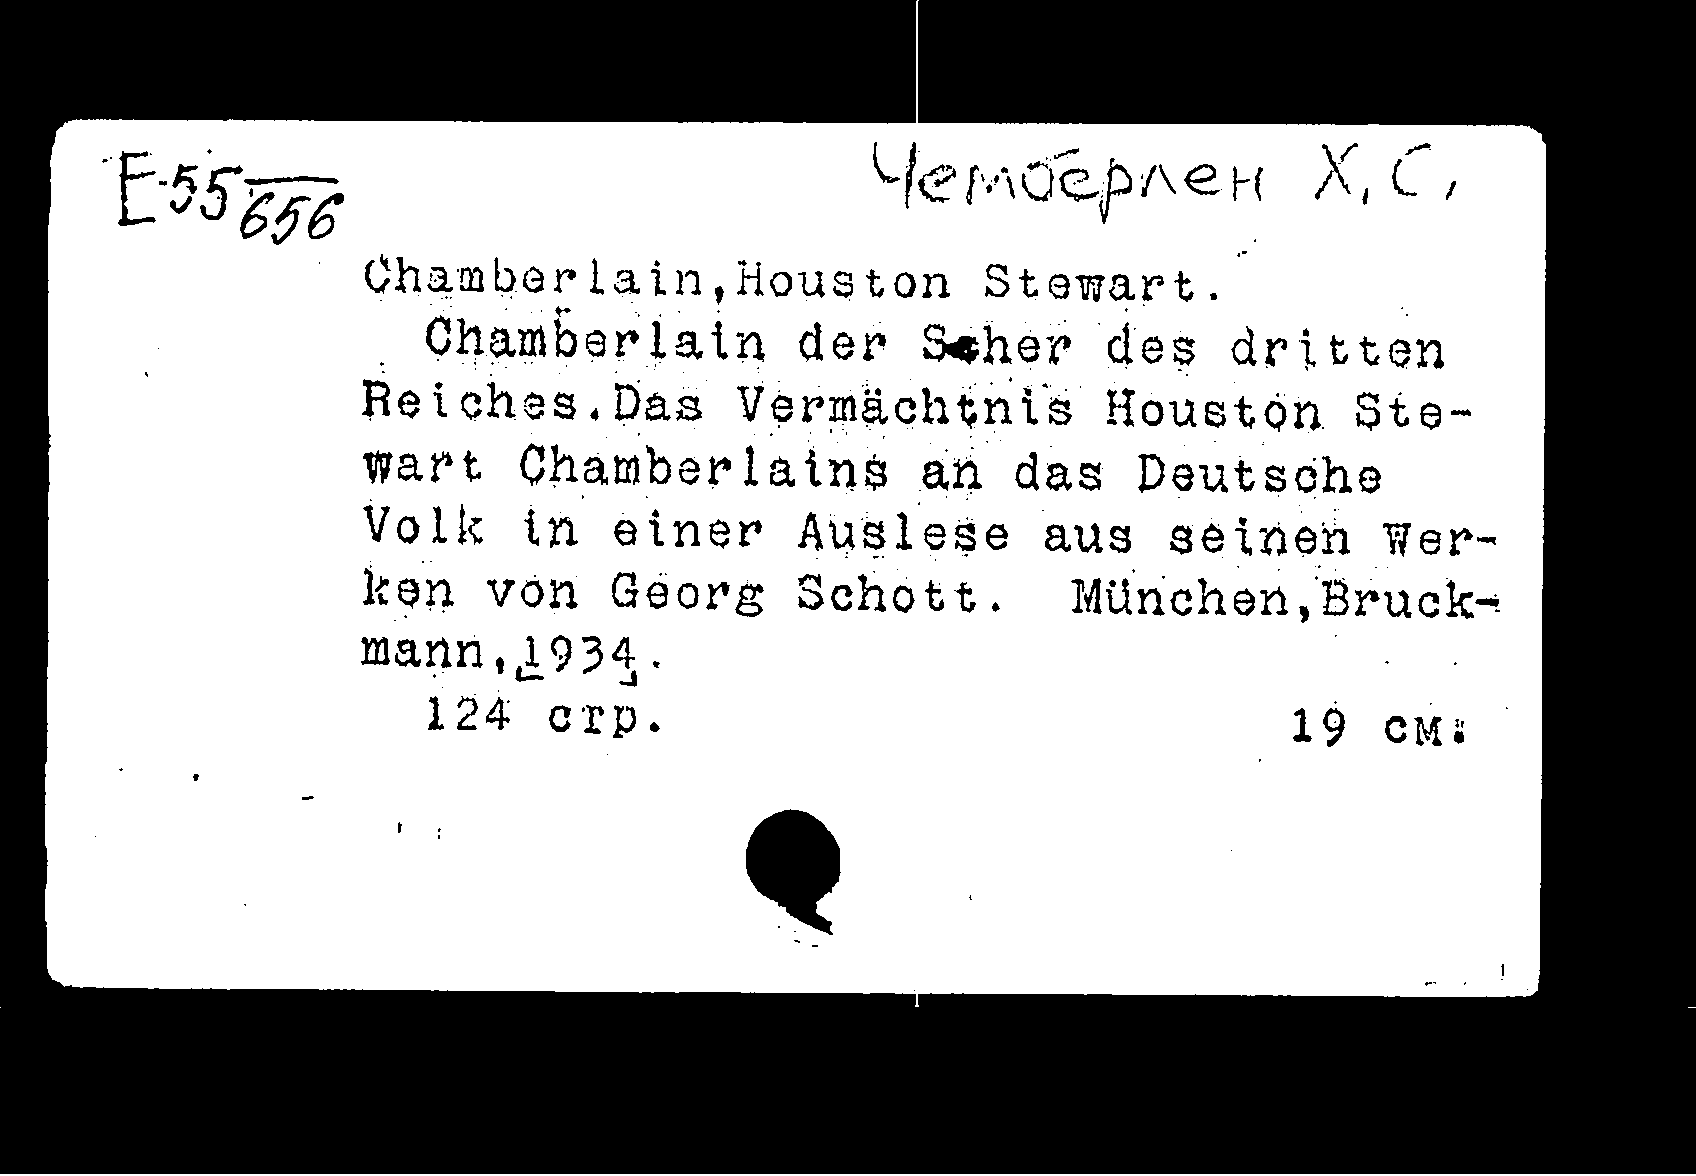 E-55/656
Чемберлен Х, С,
Chamberlain,Houston Stewart.
Chamberlain der Seher des dritten
Reiches.Das Vermächtnis Houston Ste-
wart Chamberlains an das Deutsche
Volk in einer Auslese aus seinen Wer-
ken von Georg Schott. München,Bruck-
mann,[1934].
124 стр. 19 см.